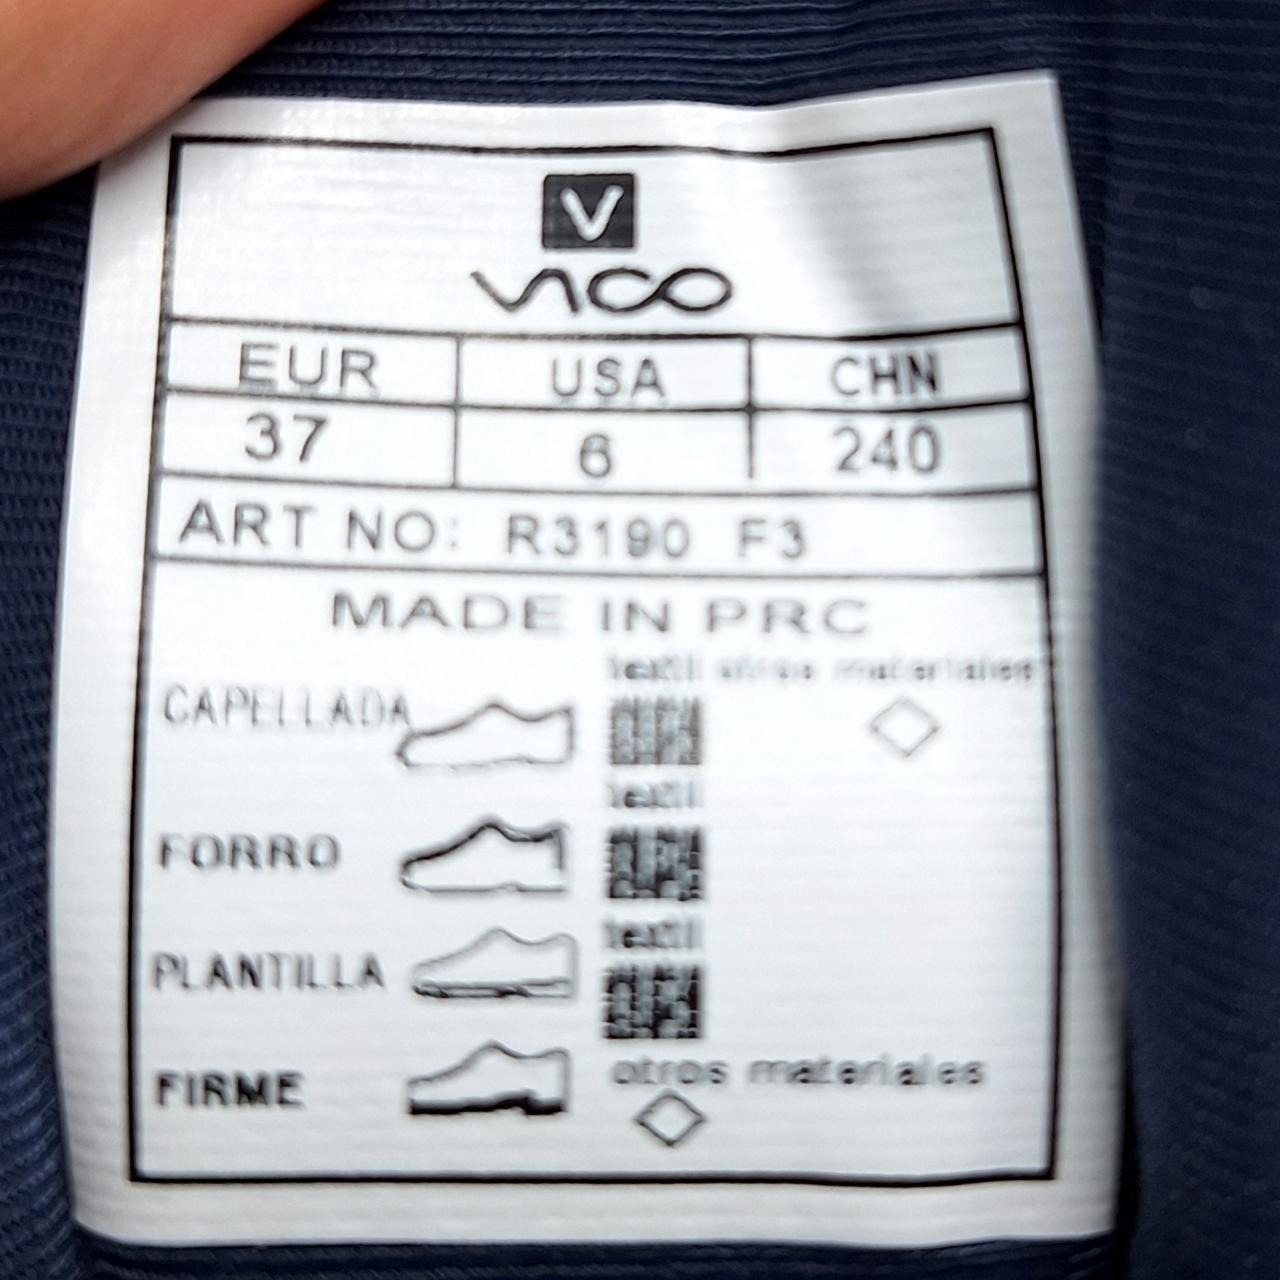 V
VICO
EUR USA CHN
37 6 240
ART NO: R3190 F3
MADE IN PRC
textil otros materiales
CAPELLADA
textil
FORRO
textil
PLANTILLA
otros materiales
FIRME